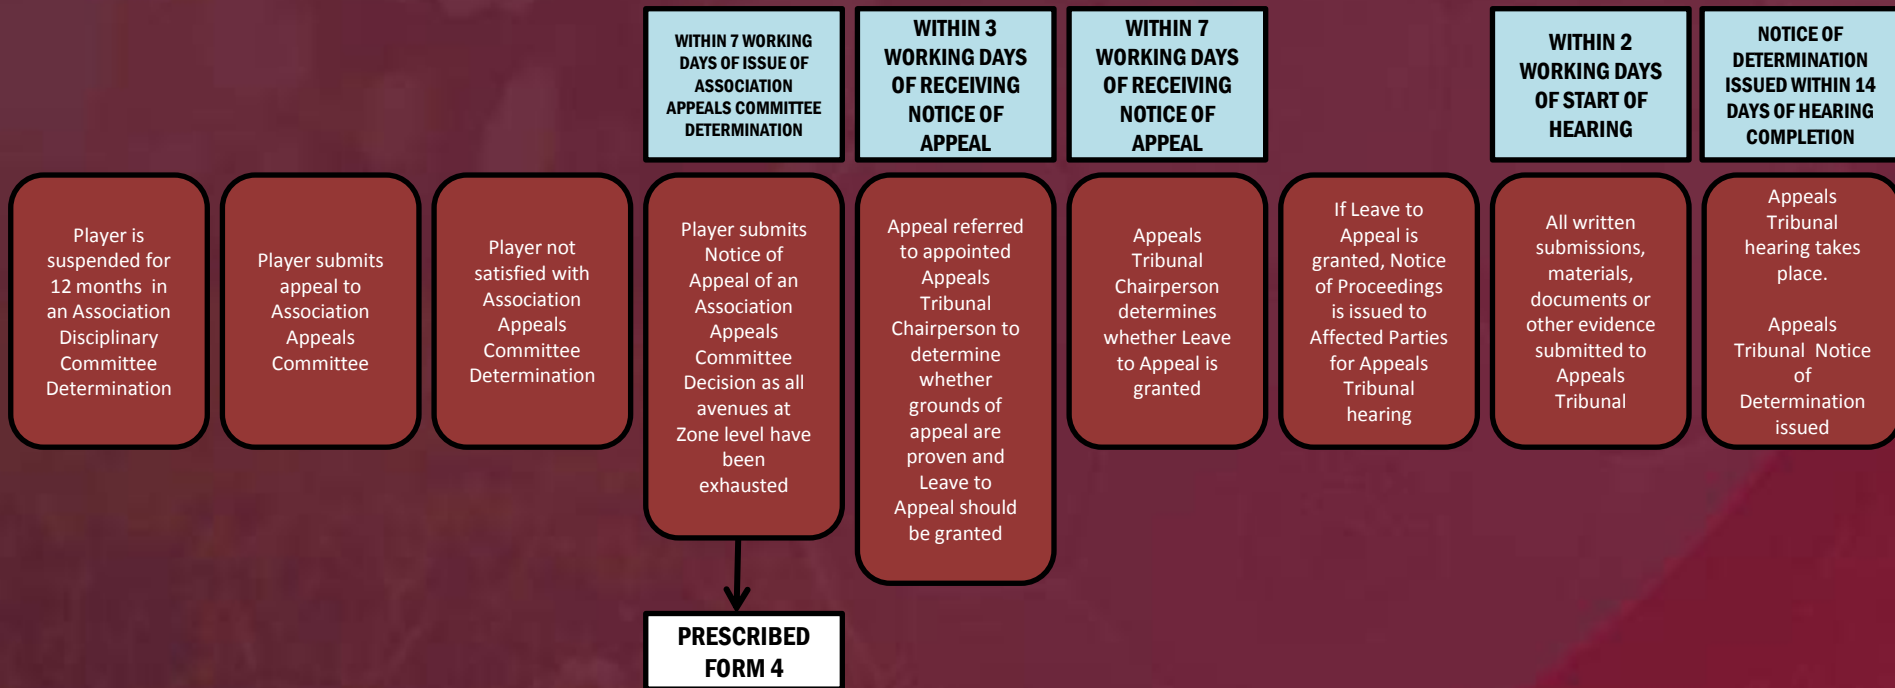 WITHIN 7 WORKING
DAYS OF ISSUE OF
ASSOCIATION
APPEALS COMMITTEE
DETERMINATION
WITHIN 3
WORKING DAYS
OF RECEIVING
NOTICE OF
APPEAL
WITHIN 7
WORKING DAYS
OF RECEIVING
NOTICE OF
APPEAL
WITHIN 2
WORKING DAYS
OF START OF
HEARING
NOTICE OF
DETERMINATION
ISSUED WITHIN 14
DAYS OF HEARING
COMPLETION
Player is
suspended for
12 months in
an Association
Disciplinary
Committee
Determination
Player submits
appeal to
Association
Appeals
Committee
Player not
satisfied with
Association
Appeals
Committee
Determination
Player submits
Notice of
Appeal of an
Association
Appeals
Committee
Decision as all
avenues at
Zone level have
been
exhausted
Appeal referred
to appointed
Appeals
Tribunal
Chairperson to
determine
whether
grounds of
appeal are
proven and
Leave to
Appeal should
be granted
Appeals
Tribunal
Chairperson
determines
whether Leave
to Appeal is
granted
If Leave to
Appeal is
granted, Notice
of Proceedings
is issued to
Affected Parties
for Appeals
Tribunal
hearing
All written
submissions,
materials,
documents or
other evidence
submitted to
Appeals
Tribunal
Appeals
Tribunal
hearing takes
place.
Appeals
Tribunal Notice
of
Determination
issued
PRESCRIBED
FORM 4